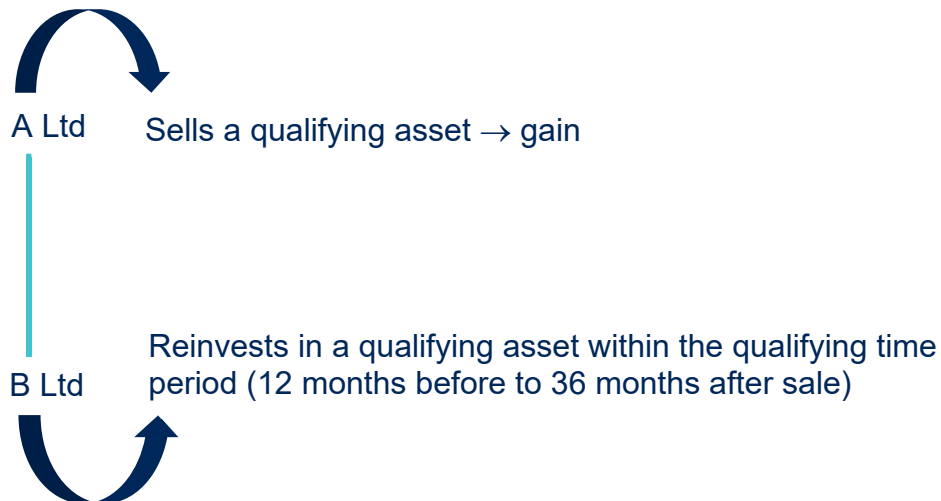 A Ltd
Sells a qualifying asset → gain
Reinvests in a qualifying asset within the qualifying time
B Ltd
period (12 months before to 36 months after sale)